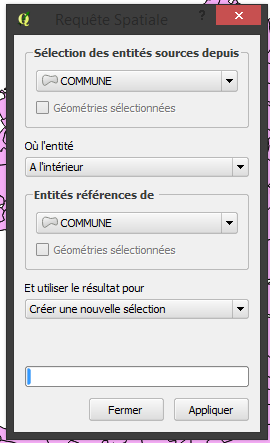 Requête Spatiale
?
Sélection des entités sources depuis
COMMUNE
Géométries sélectionnées
Où l'entité
A l'intérieur
Entités références de
COMMUNE
Géométries sélectionnées
Et utiliser le résultat pour
Créer une nouvelle sélection
Fermer Appliquer